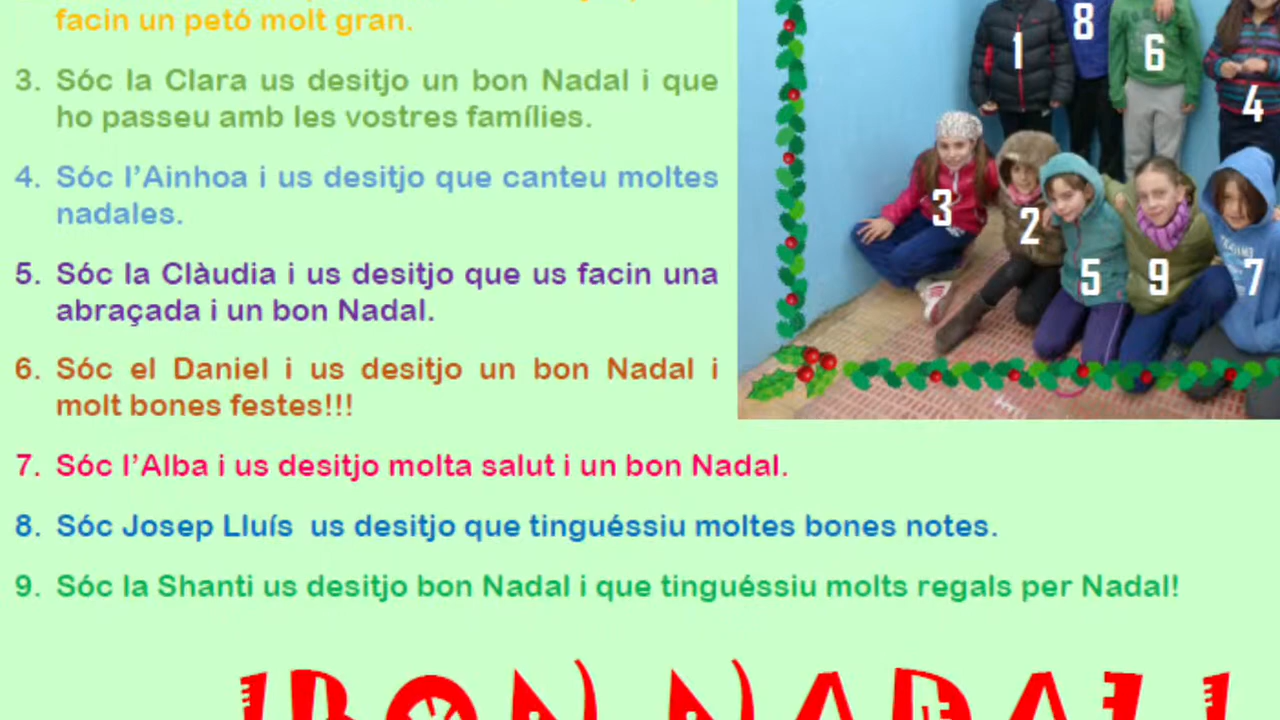 facin un petó molt gran.
3. Sóc la Clara us desitjo un bon Nadal i que
ho passeu amb les vostres famílies.
4. Sóc l'Ainhoa i us desitjo que canteu moltes
nadales.
5. Sóc la Clàudia i us desitjo que us facin una
abraçada i un bon Nadal.
6. Sóc el Daniel i us desitjo un bon Nadal i
molt bones festes!!!
7. Sóc l'Alba i us desitjo molta salut i un bon Nadal.
8. Sóc Josep Lluís us desitjo que tinguéssiu moltes bones notes.
9. Sóc la Shanti us desitjo bon Nadal i que tinguéssiu molts regals per Nadal!
1
8
6
4
3
2
5
9
7
!BON NADAL!